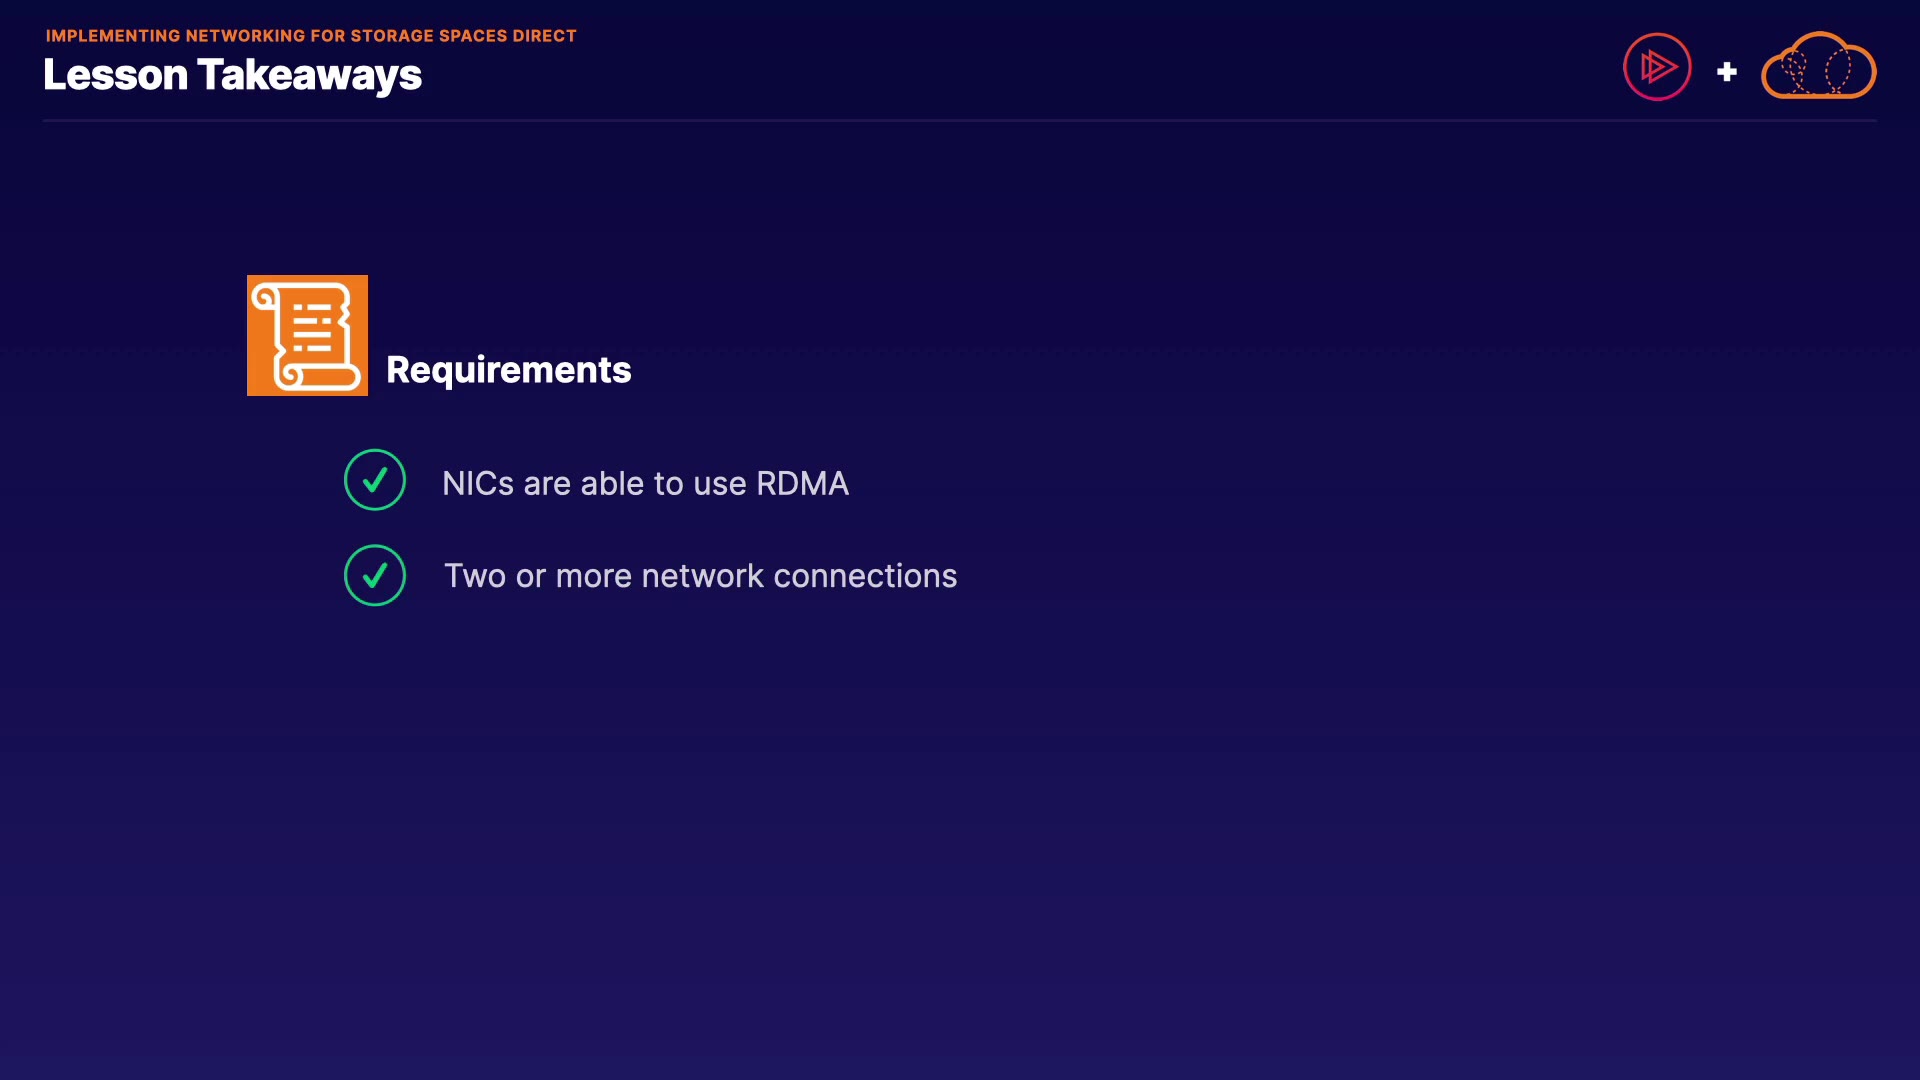 IMPLEMENTING NETWORKING FOR STORAGE SPACES DIRECT
Lesson Takeaways
Requirements
NICs are able to use RDMA
Two or more network connections